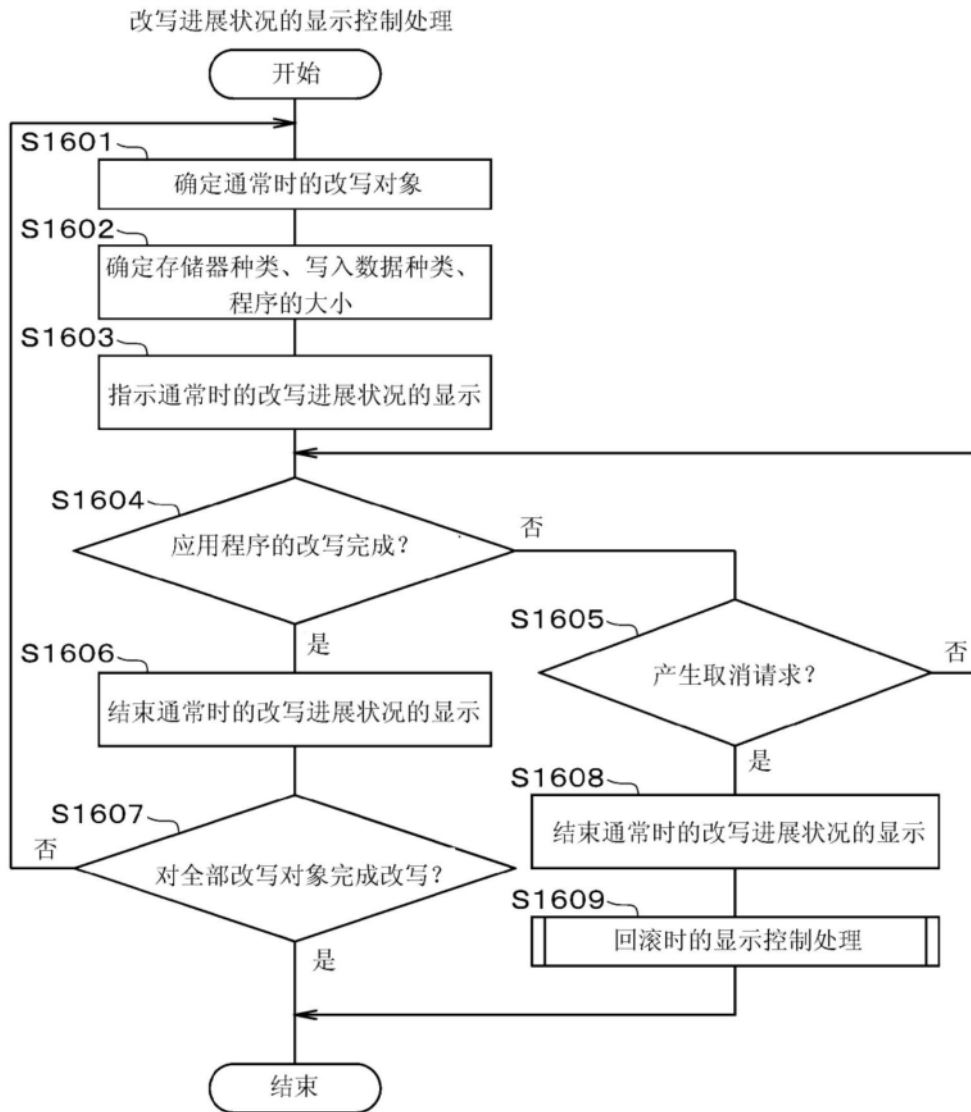 改写进展状况的显示控制处理
开始
S1601
确定通常时的改写对象
S1602
确定存储器种类、写入数据种类、
程序的大小
S1603
指示通常时的改写进展状况的显示
S1604
应用程序的改写完成？
否
是
S1605
产生取消请求？
否
是
S1606
结束通常时的改写进展状况的显示
S1607
否
对全部改写对象完成改写？
是
S1608
结束通常时的改写进展状况的显示
S1609
回滚时的显示控制处理
结束